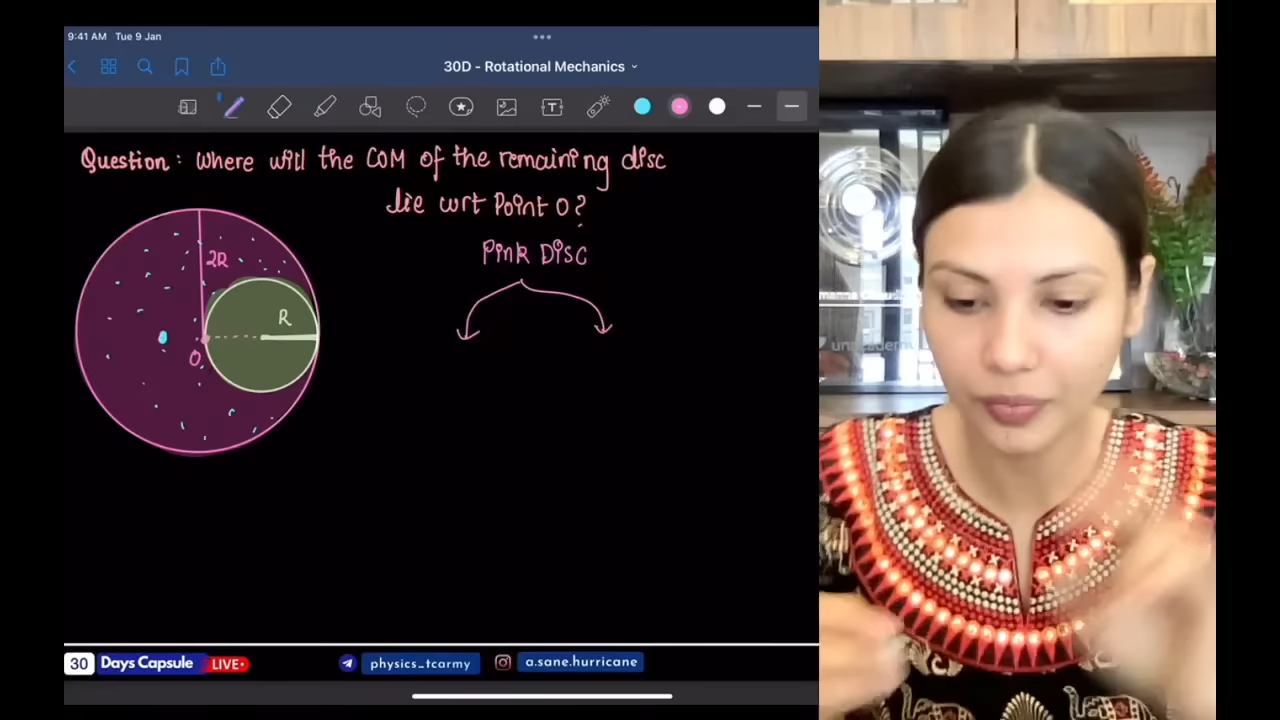 9:41 AM Tue 9 Jan
30D - Rotational Mechanics
T
Question: Where will the COM of the remaining disc
lie wrt Point O?
Pink Disc
2R
R
O
30 Days Capsule LIVE
physics_tcarmy
a.sane.hurricane